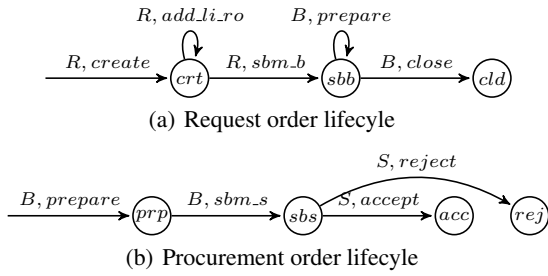 R, add_li_ro
B, prepare
R, create
crt
R, sbm_b
sbb
B, close
cld
(a) Request order lifecyle
S, reject
B, prepare
prp
B, sbm_s
sbs
S, accept
acc
rej
(b) Procurement order lifecyle